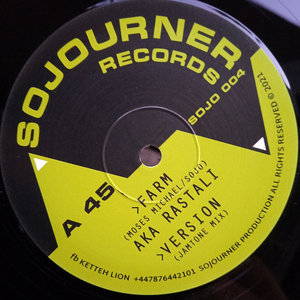 SOJOURNER
RECORDS
SOJO 004
A 45
>FARM
(MOSES MICHAEL/SOJO)
AKA RASTALI
>VERSION
(JAMTONE MIX)
fb KETTEH LION +447876442101 SOJOURNER PRODUCTION ALL RIGHTS RESERVED © 2021